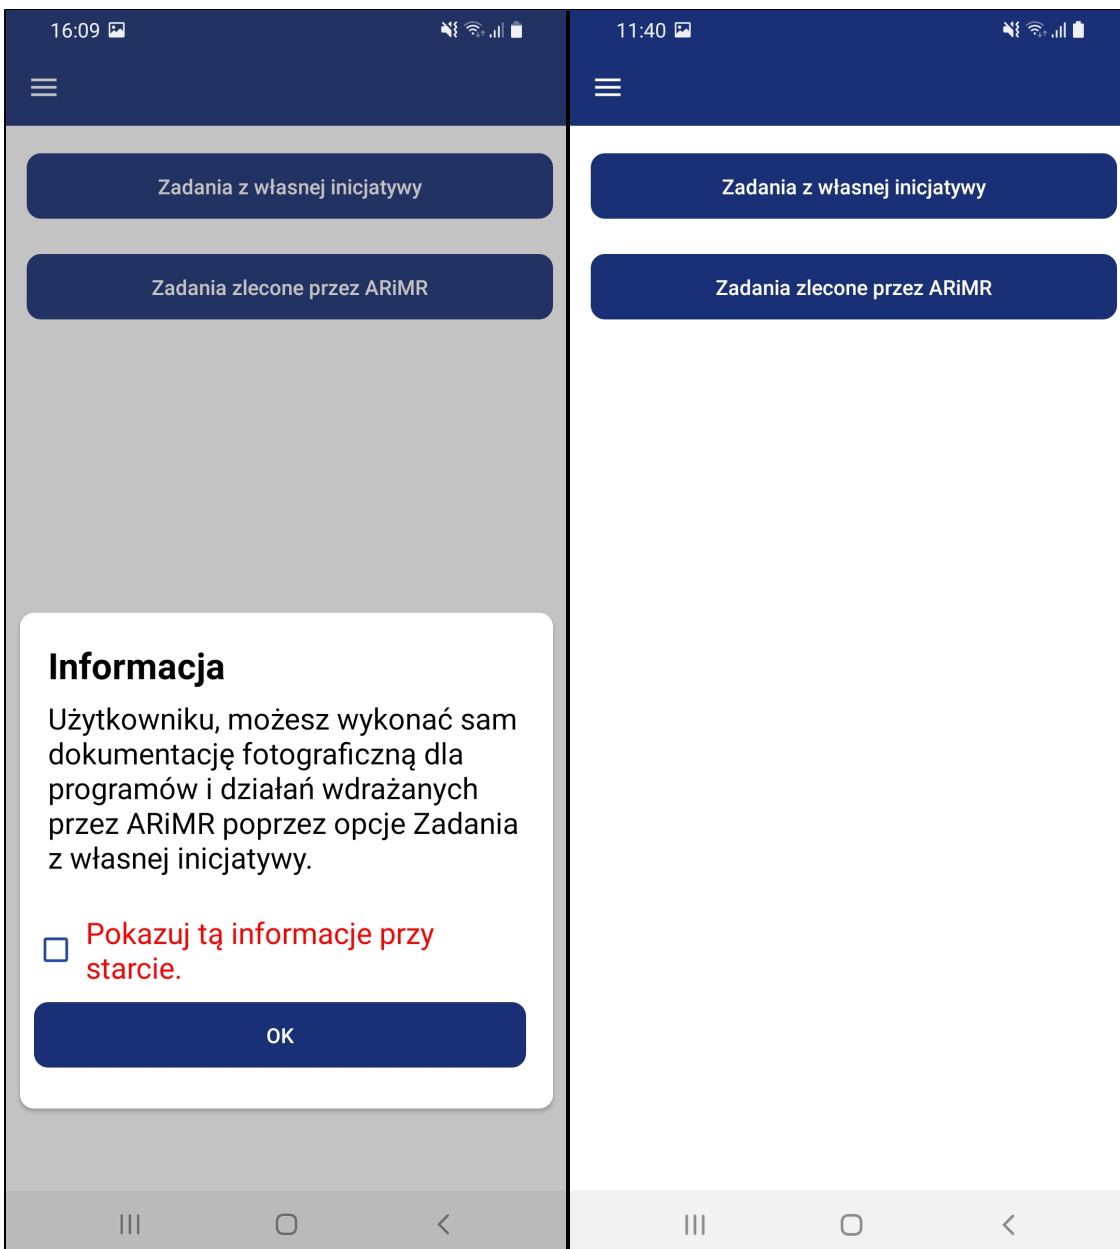 16:09
Zadania z własnej inicjatywy
Zadania zlecone przez ARiMR
Informacja
Użytkowniku, możesz wykonać sam
dokumentację fotograficzną dla
programów i działań wdrażanych
przez ARiMR poprzez opcje Zadania
z własnej inicjatywy.
Pokazuj tą informacje przy
starcie.
OK
11:40
Zadania z własnej inicjatywy
Zadania zlecone przez ARiMR